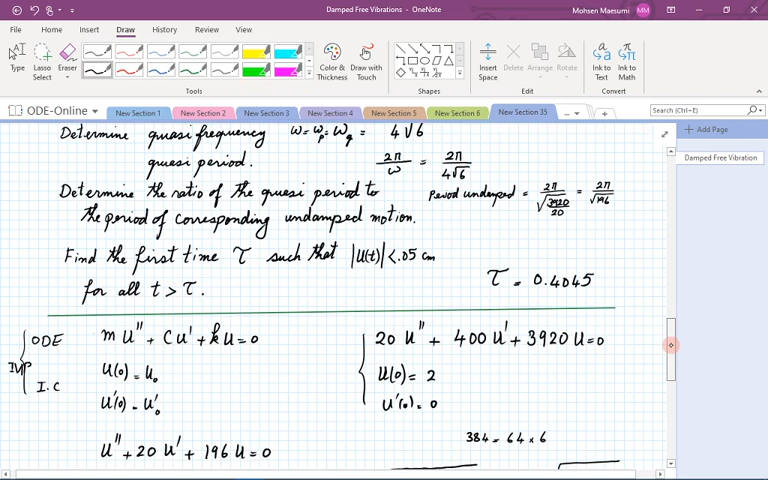 Damped Free Vibrations - OneNote
Mohsen Maesumi MM
File Home Insert Draw History Review View
Type Lasso Select Eraser Color & Thickness Draw with Touch Insert Space Delete Arrange Rotate Ink to Text Ink to Math
Tools Shapes Edit Convert
ODE-Online New Section 1 New Section 2 New Section 3 New Section 4 New Section 5 New Section 6 New Section 35 Search (Ctrl+E)
Add Page
Damped Free Vibration
Determine quasi frequency ω = ωp = ωq = 4√6
quasi period. 2π/ω = 2π/4√6
Determine the ratio of the quasi period to
the period of corresponding undamped motion.
Period undamped = 2π/√(3920/20) = 2π/√196
Find the first time τ such that |U(t)| < .05 cm
for all t > τ.
τ = 0.4045
IVP
ODE mU'' + CU' + kU = 0
I.C U(0) = U₀
U'(0) = U'₀
20 U'' + 400 U' + 3920 U = 0
U(0) = 2
U'(0) = 0
384 = 64 × 6
U'' + 20 U' + 196 U = 0